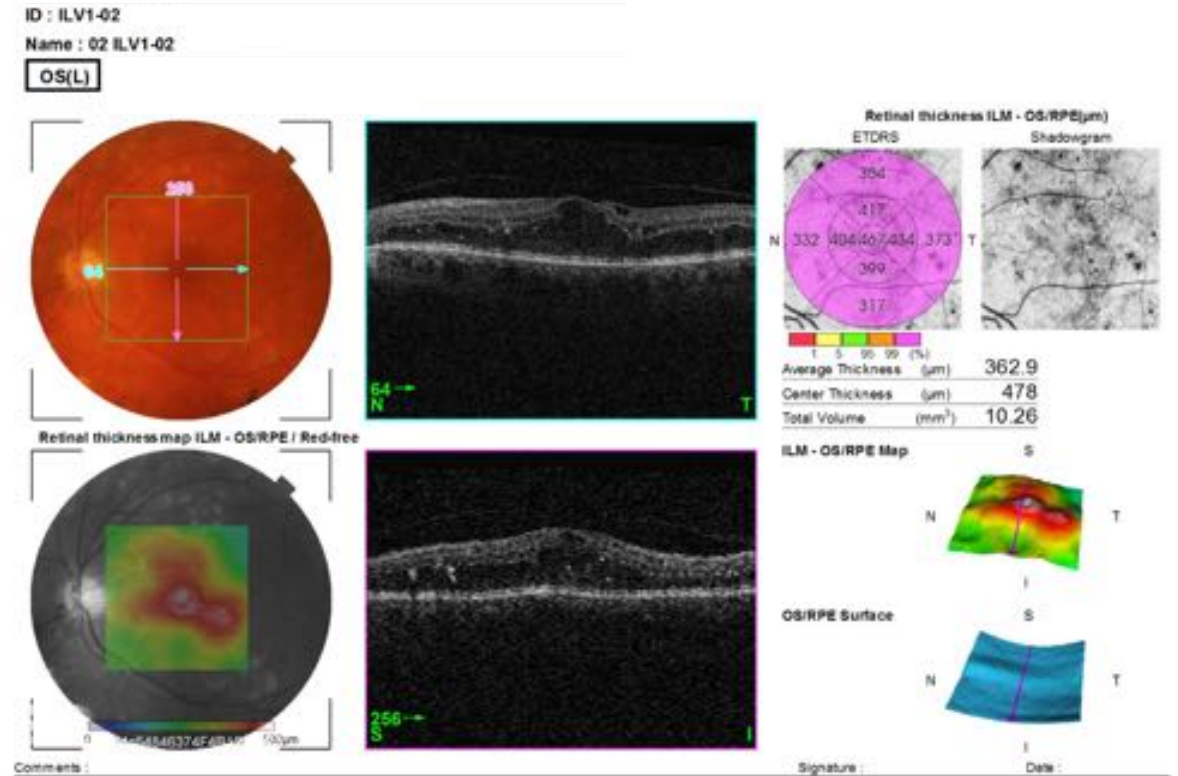 ID : ILV1-02
Name : 02 ILV1-02
OS(L)
Retinal thickness ILM - OS/RPE(µm)
ETDRS
Shadowgram
364
417
N 332 404 467 434 373 T
399
317
1 5 95 99 (%)
Average Thickness (µm) 362.9
Center Thickness (µm) 478
Total Volume (mm³) 10.26
64
N T
Retinal thickness map ILM - OS/RPE / Red-free
ILM - OS/RPE Map
S
N T
I
OS/RPE Surface
S
N T
I
256
S I
0 500µm
Comments :
Signature :
Date :